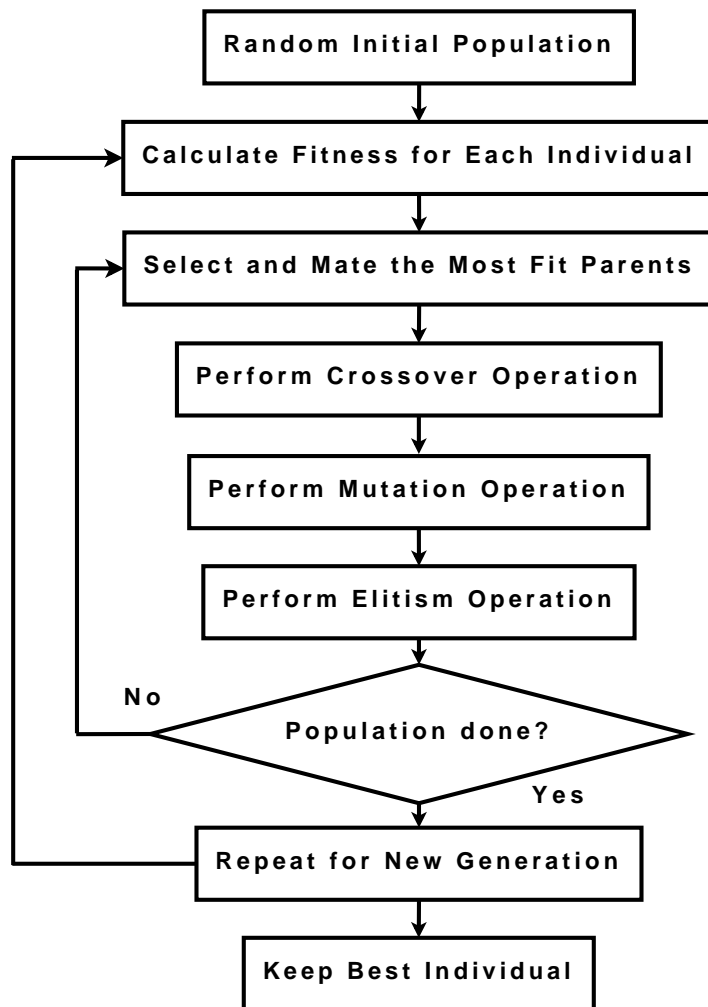 Random Initial Population
Calculate Fitness for Each Individual
Select and Mate the Most Fit Parents
Perform Crossover Operation
Perform Mutation Operation
Perform Elitism Operation
No
Population done?
Yes
Repeat for New Generation
Keep Best Individual